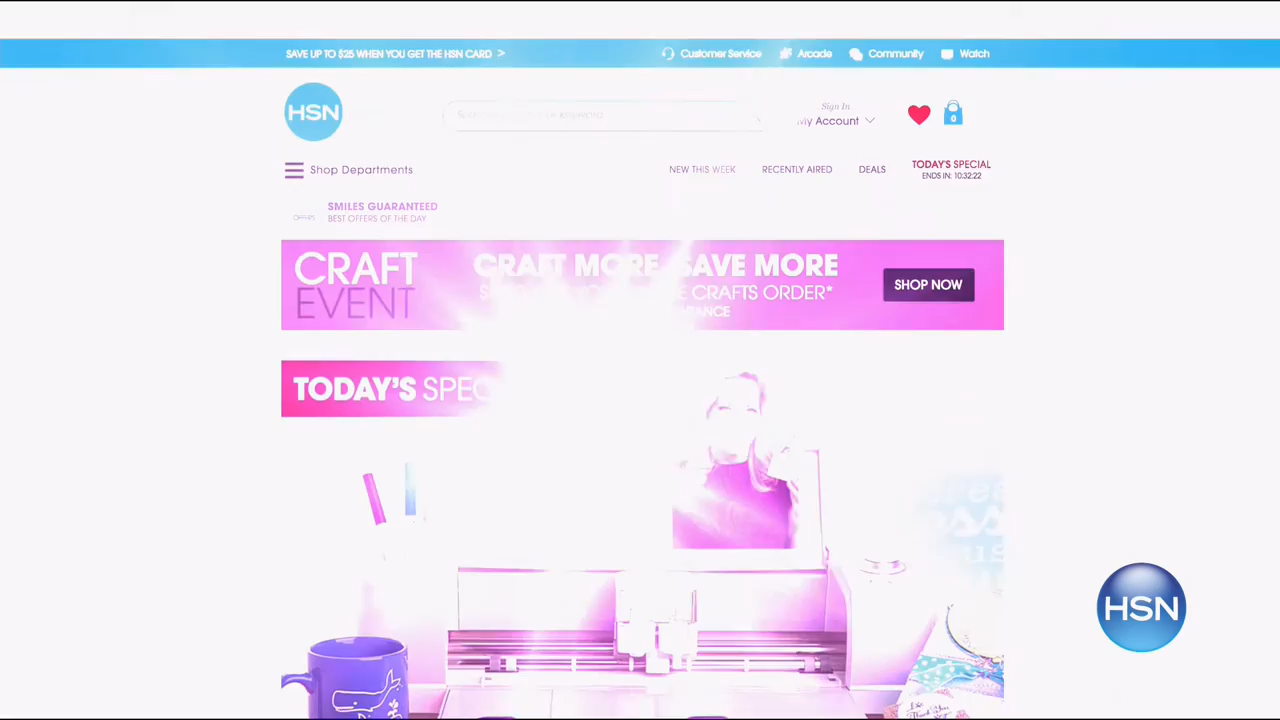 SAVE UP TO $25 WHEN YOU GET THE HSN CARD >
Customer Service
Arcade
Community
Watch
HSN
Sign In
My Account
0
Shop Departments
NEW THIS WEEK
RECENTLY AIRED
DEALS
TODAY'S SPECIAL
ENDS IN: 10:32:22
OFFERS
SMILES GUARANTEED
BEST OFFERS OF THE DAY
CRAFT
EVENT
CRAFT MORE, SAVE MORE
CRAFTS ORDER*
SHOP NOW
TODAY'S
HSN